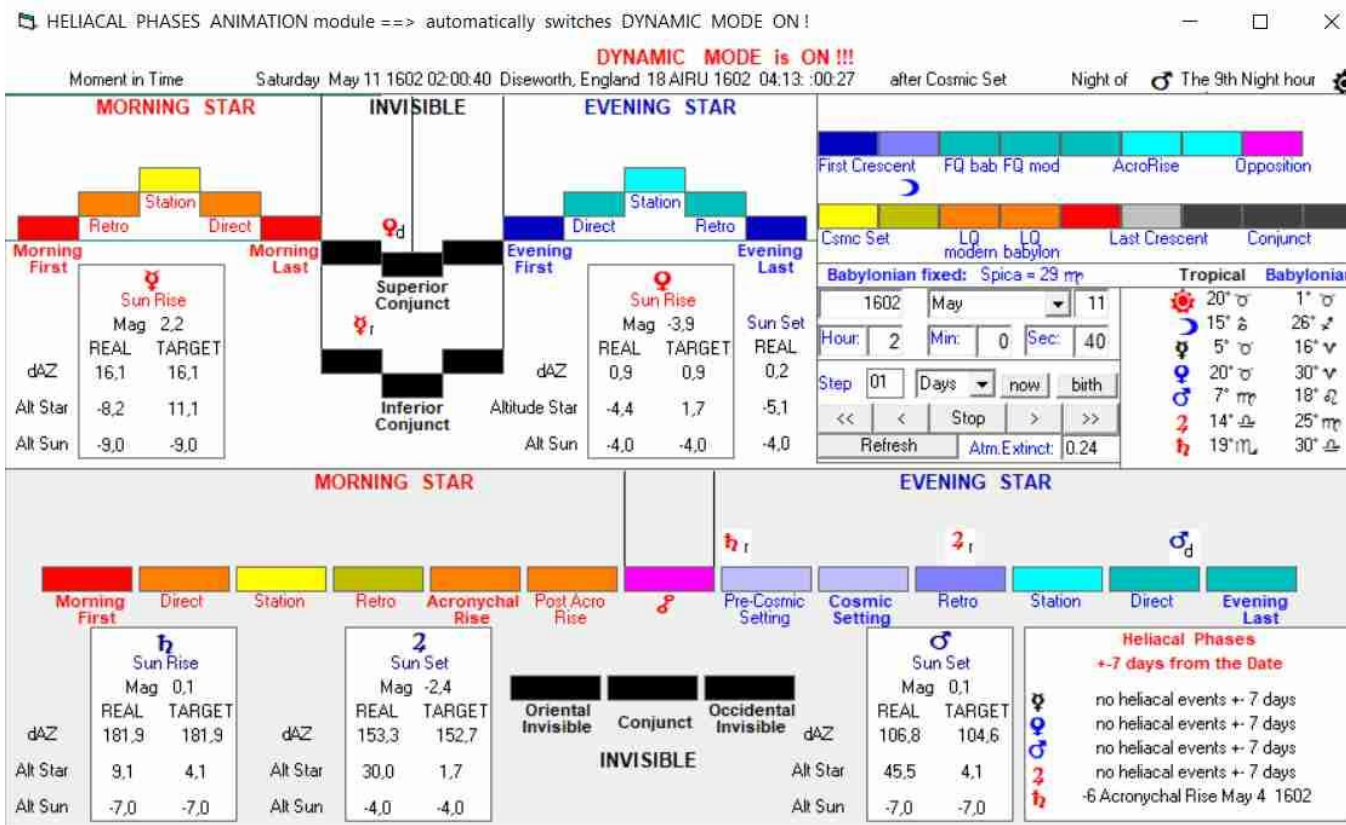 HELIACAL PHASES ANIMATION module ==> automatically switches DYNAMIC MODE ON !
DYNAMIC MODE is ON !!!
Moment in Time Saturday May 11 1602 02:00:40 Diseworth, England 18 AIRU 1602 04:13: :00:27 after Cosmic Set Night of ♂ The 9th Night hour
MORNING STAR INVISIBLE EVENING STAR
First Crescent FQ bab FQ mod AcroRise Opposition
Station Station
Retro Direct ♀d Direct Retro
Csmc Set LQ modern LQ babylon Last Crescent Conjunct
Morning First Morning Last Evening First Evening Last
Superior Conjunct
☿r
Inferior Conjunct
☿
Sun Rise
Mag 2,2
REAL TARGET
dAZ 16,1 16,1
Alt Star -8,2 11,1
Alt Sun -9,0 -9,0
♀
Sun Rise
Mag -3,9 Sun Set
REAL TARGET REAL
dAZ 0,9 0,9 0,2
Altitude Star -4,4 1,7 -5,1
Alt Sun -4,0 -4,0 -4,0
Babylonian fixed: Spica = 29 ♍
1602 May 11
Hour: 2 Min: 0 Sec: 40
Step 01 Days now birth
<< < Stop > >>
Refresh Atm.Extinct: 0.24
Tropical Babylonia
20° ♉ 1° ♉
15° 26° ♐
☿ 5° ♉ 16° ♈
♀ 20° ♉ 30° ♈
♂ 7° ♍ 18° ♌
♃ 14° ♎ 25° ♍
♄ 19° ♏ 30° ♎
MORNING STAR EVENING STAR
♄r ♃r ♂d
Morning First Direct Station Retro Acronychal Rise Post Acro Rise ☍ Pre-Cosmic Setting Cosmic Setting Retro Station Direct Evening Last
♄
Sun Rise
Mag 0,1
REAL TARGET
dAZ 181,9 181,9
Alt Star 9,1 4,1
Alt Sun -7,0 -7,0
♃
Sun Set
Mag -2,4
REAL TARGET
dAZ 153,3 152,7
Alt Star 30,0 1,7
Alt Sun -4,0 -4,0
Oriental Invisible Conjunct Occidental Invisible
INVISIBLE
♂
Sun Set
Mag 0,1
REAL TARGET
dAZ 106,8 104,6
Alt Star 45,5 4,1
Alt Sun -7,0 -7,0
Heliacal Phases
+-7 days from the Date
☿ no heliacal events +- 7 days
♀ no heliacal events +- 7 days
♂ no heliacal events +- 7 days
♃ no heliacal events +- 7 days
♄ -6 Acronychal Rise May 4 1602